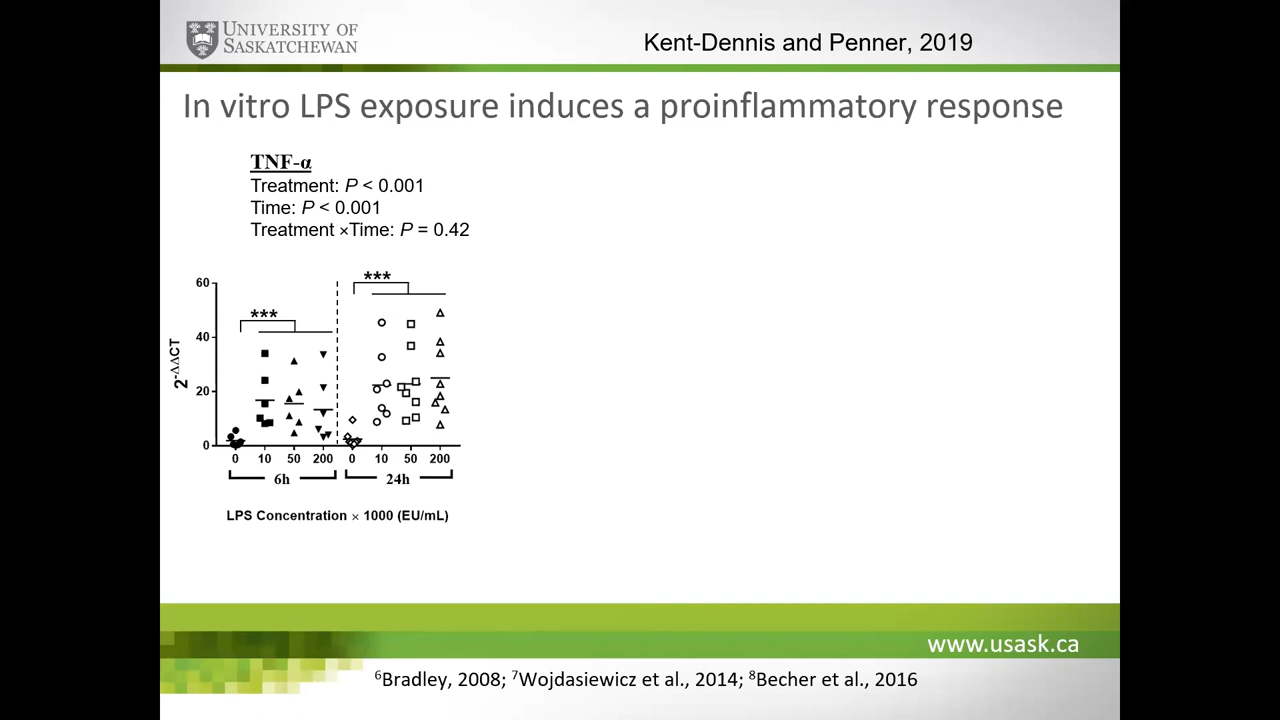 UNIVERSITY OF
SASKATCHEWAN
Kent-Dennis and Penner, 2019
In vitro LPS exposure induces a proinflammatory response
TNF-α
Treatment: P < 0.001
Time: P < 0.001
Treatment ×Time: P = 0.42
2^-ΔΔCT
60
40
20
0
***
***
0 10 50 200 0 10 50 200
6h 24h
LPS Concentration × 1000 (EU/mL)
www.usask.ca
⁶Bradley, 2008; ⁷Wojdasiewicz et al., 2014; ⁸Becher et al., 2016